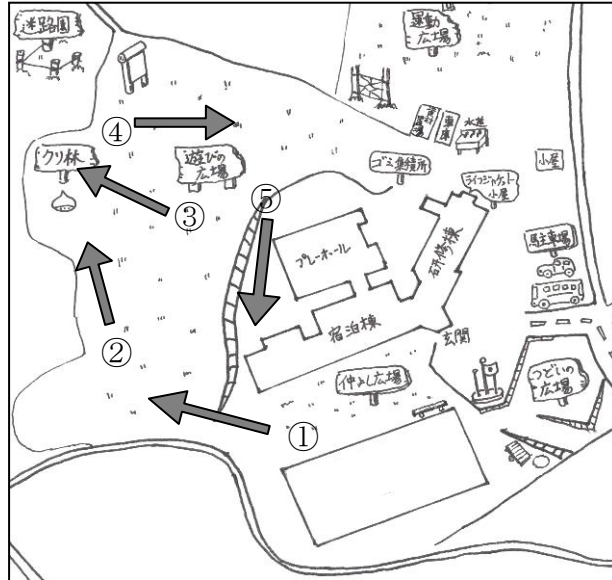 迷路園
運動
広場
④
クリ林
遊びの
広場
ゴミ集積所
水道
小屋
ライフジャケット
小屋
③
⑤
プレーホール
研修棟
駐車場
②
宿泊棟
玄関
仲よし広場
つどいの
広場
①